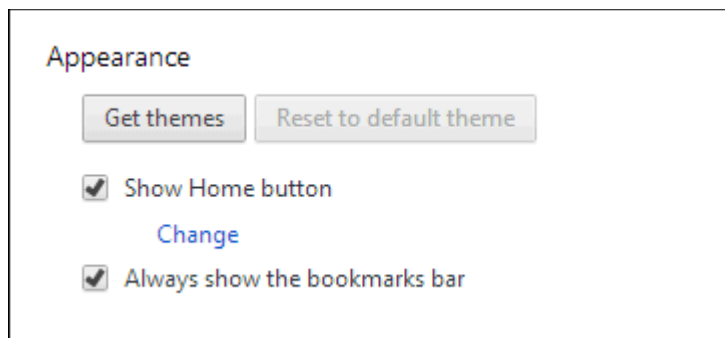 Appearance
Get themes Reset to default theme
Show Home button
Change
Always show the bookmarks bar